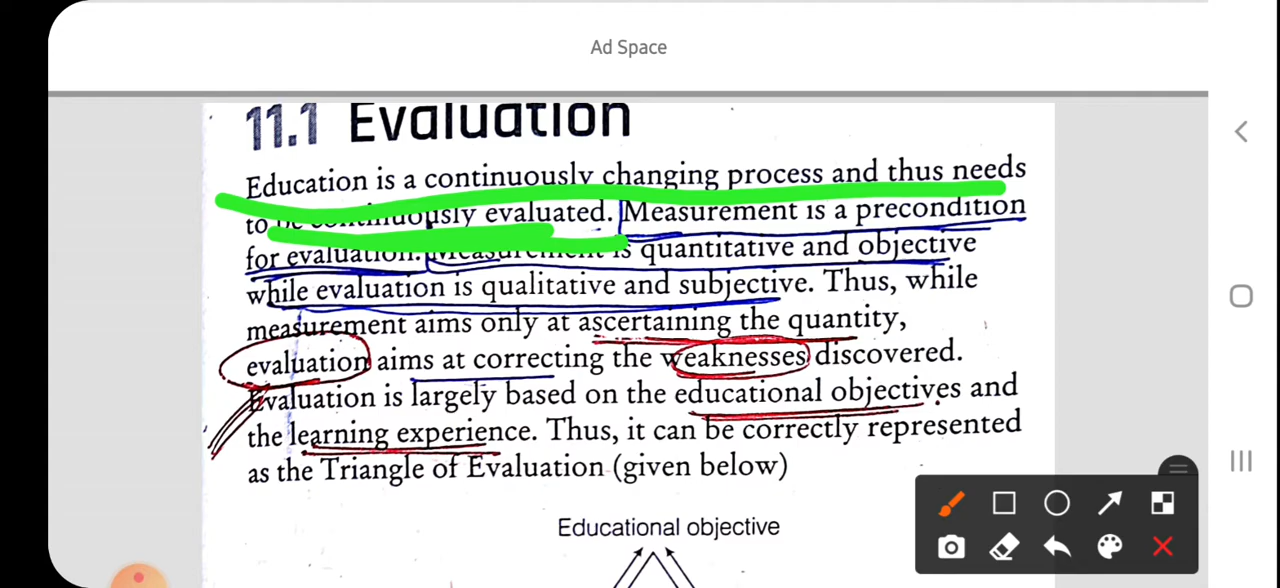 Ad Space
11.1 Evaluation
Education is a continuously changing process and thus needs
to be continuously evaluated. Measurement is a precondition
for evaluation. Measurement is quantitative and objective
while evaluation is qualitative and subjective. Thus, while
measurement aims only at ascertaining the quantity,
evaluation aims at correcting the weaknesses discovered.
Evaluation is largely based on the educational objectives and
the learning experience. Thus, it can be correctly represented
as the Triangle of Evaluation (given below)
Educational objective